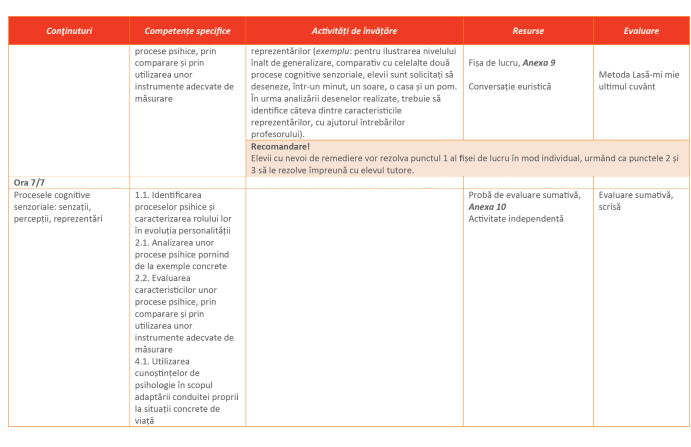 Conținuturi
Competențe specifice
Activități de învățare
Resurse
Evaluare
procese psihice, prin
comparare și prin
utilizarea unor
instrumente adecvate de
măsurare
reprezentărilor (exemplu: pentru ilustrarea nivelului
înalt de generalizare, comparativ cu celelalte două
procese cognitive senzoriale, elevii sunt solicitați să
deseneze, într-un minut, un soare, o casa și un pom.
În urma analizării desenelor realizate, trebuie să
identifice câteva dintre caracteristicile
reprezentărilor, cu ajutorul întrebărilor
profesorului).
Fișa de lucru, Anexa 9
Conversație euristică
Metoda Lasă-mi mie
ultimul cuvânt
Recomandare!
Elevii cu nevoi de remediere vor rezolva punctul 1 al fișei de lucru în mod individual, urmând ca punctele 2 și
3 să le rezolve împreună cu elevul tutore.
Ora 7/7
Procesele cognitive
senzoriale: senzații,
percepții, reprezentări
1.1. Identificarea
proceselor psihice și
caracterizarea rolului lor
în evoluția personalității
2.1. Analizarea unor
procese psihice pornind
de la exemple concrete
2.2. Evaluarea
caracteristicilor unor
procese psihice, prin
comparare și prin
utilizarea unor
instrumente adecvate de
măsurare
4.1. Utilizarea
cunoștințelor de
psihologie în scopul
adaptării conduitei proprii
la situații concrete de
viață
Probă de evaluare sumativă,
Anexa 10
Activitate independentă
Evaluare sumativă,
scrisă